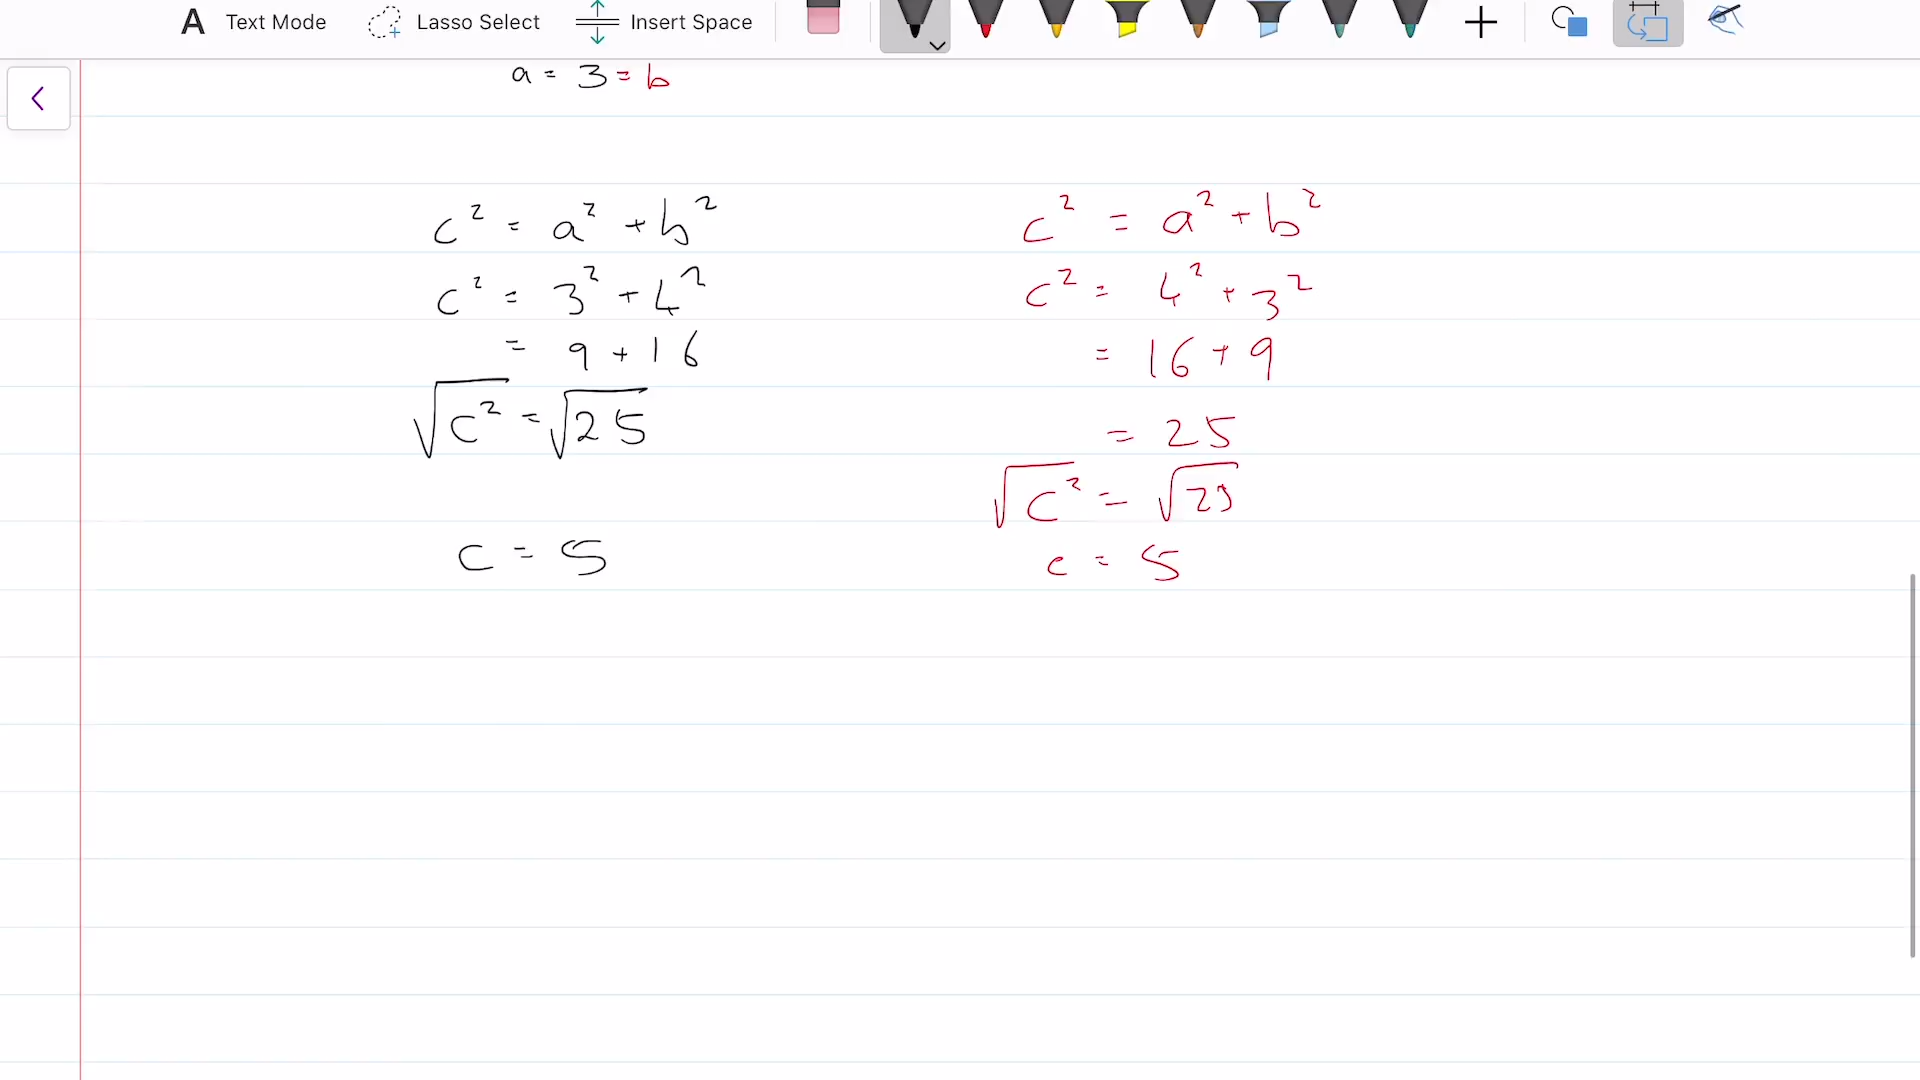 A Text Mode Lasso Select Insert Space
a = 3 = b
c² = a² + b²
c² = 3² + 4²
= 9 + 16
√c² = √25
c = 5
c² = a² + b²
c² = 4² + 3²
= 16 + 9
= 25
√c² = √25
c = 5